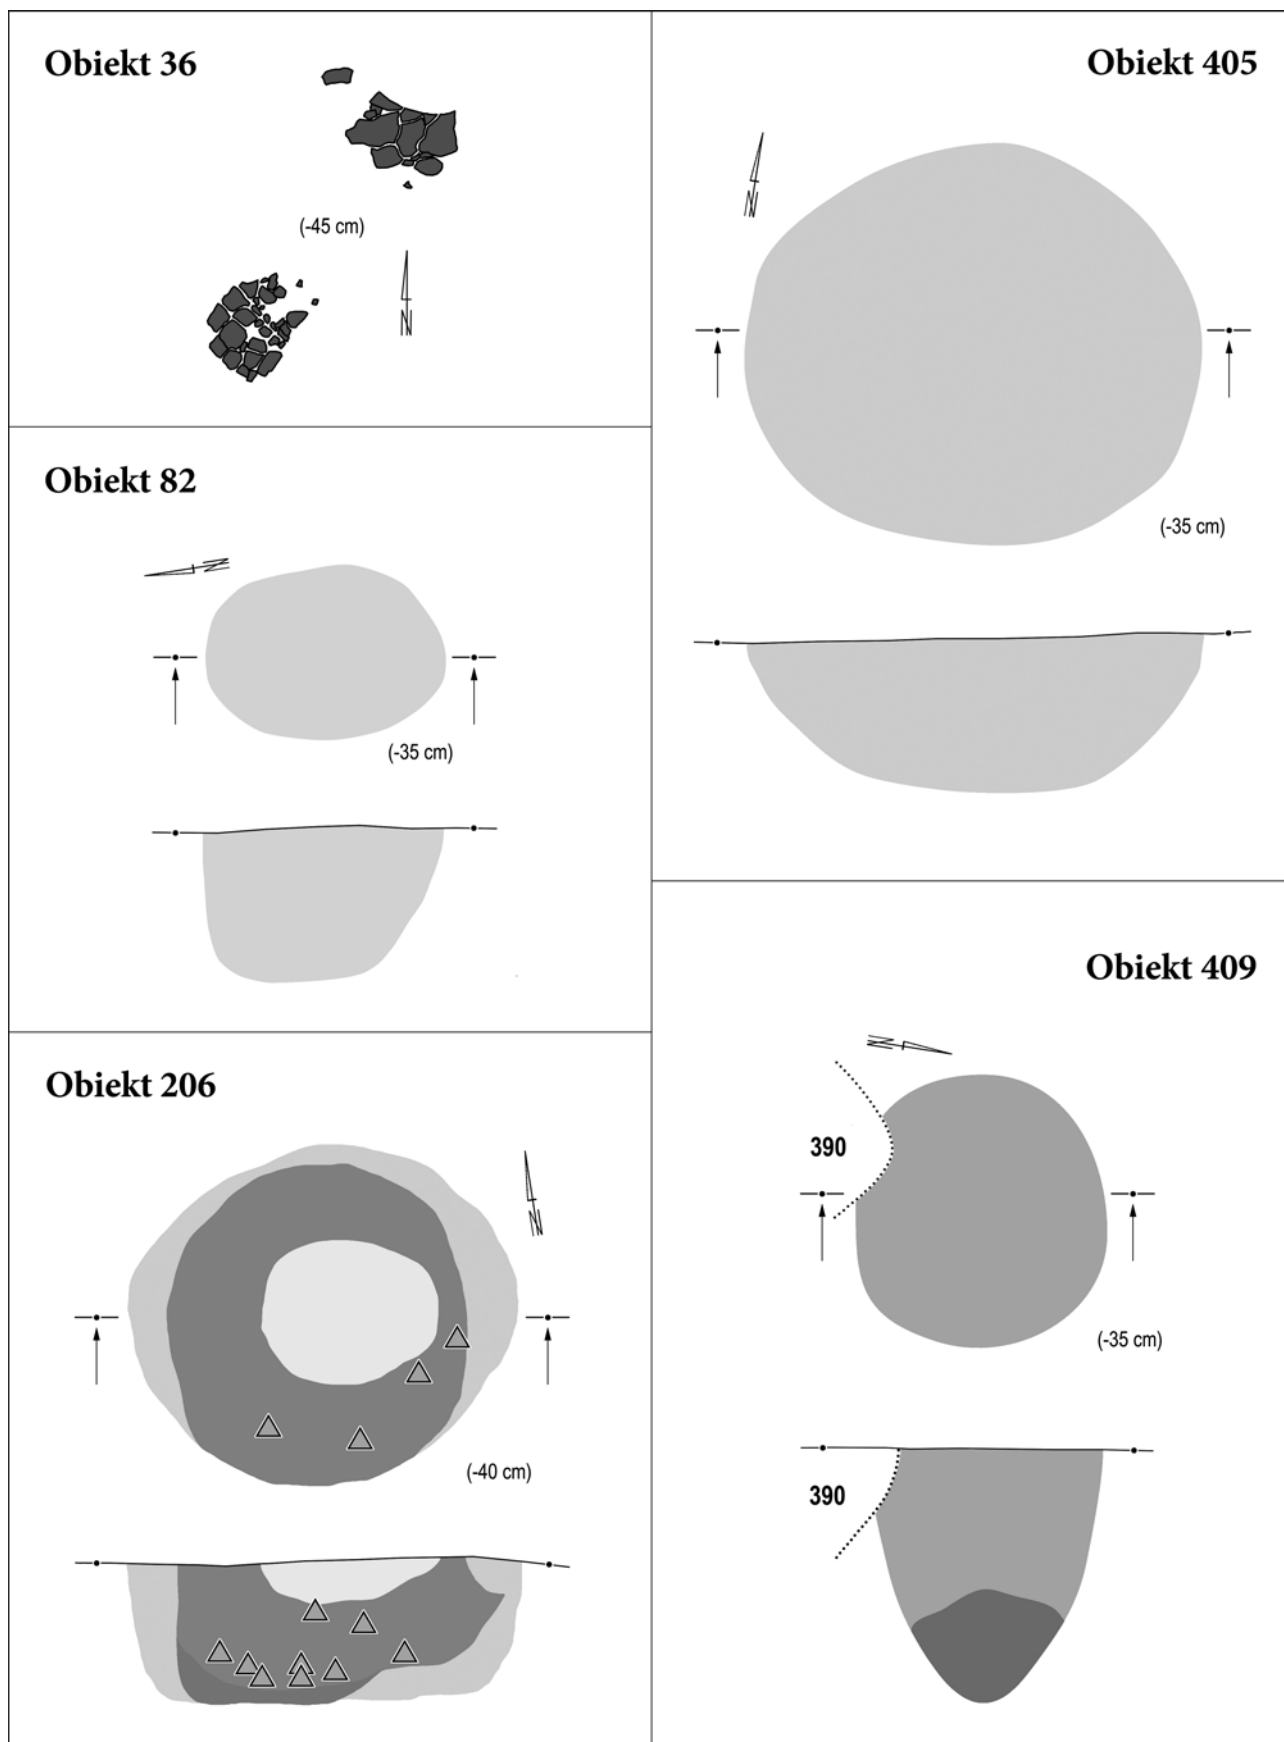 Obiekt 36
(-45 cm)
N
Obiekt 82
N
(-35 cm)
Obiekt 206
N
(-40 cm)
Obiekt 405
N
(-35 cm)
Obiekt 409
N
390
(-35 cm)
390